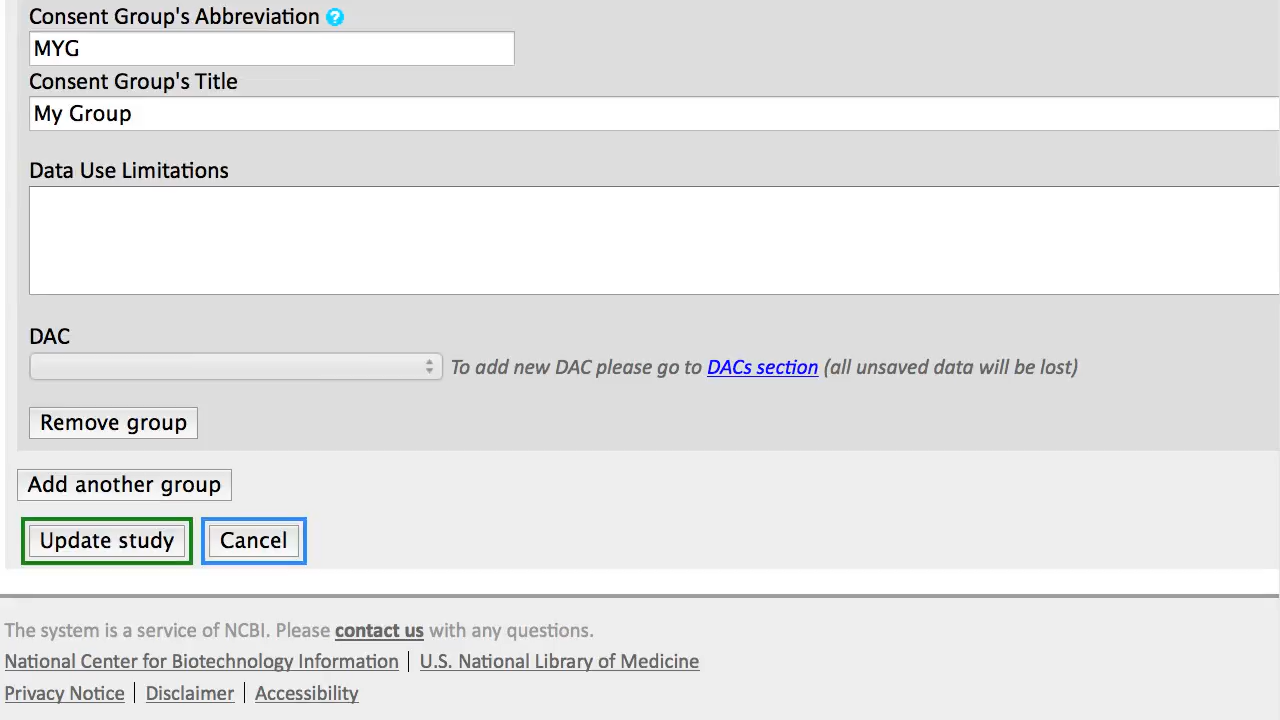 Consent Group's Abbreviation ?
MYG
Consent Group's Title
My Group
Data Use Limitations
DAC
To add new DAC please go to DACs section (all unsaved data will be lost)
Remove group
Add another group
Update study Cancel
The system is a service of NCBI. Please contact us with any questions.
National Center for Biotechnology Information | U.S. National Library of Medicine
Privacy Notice | Disclaimer | Accessibility